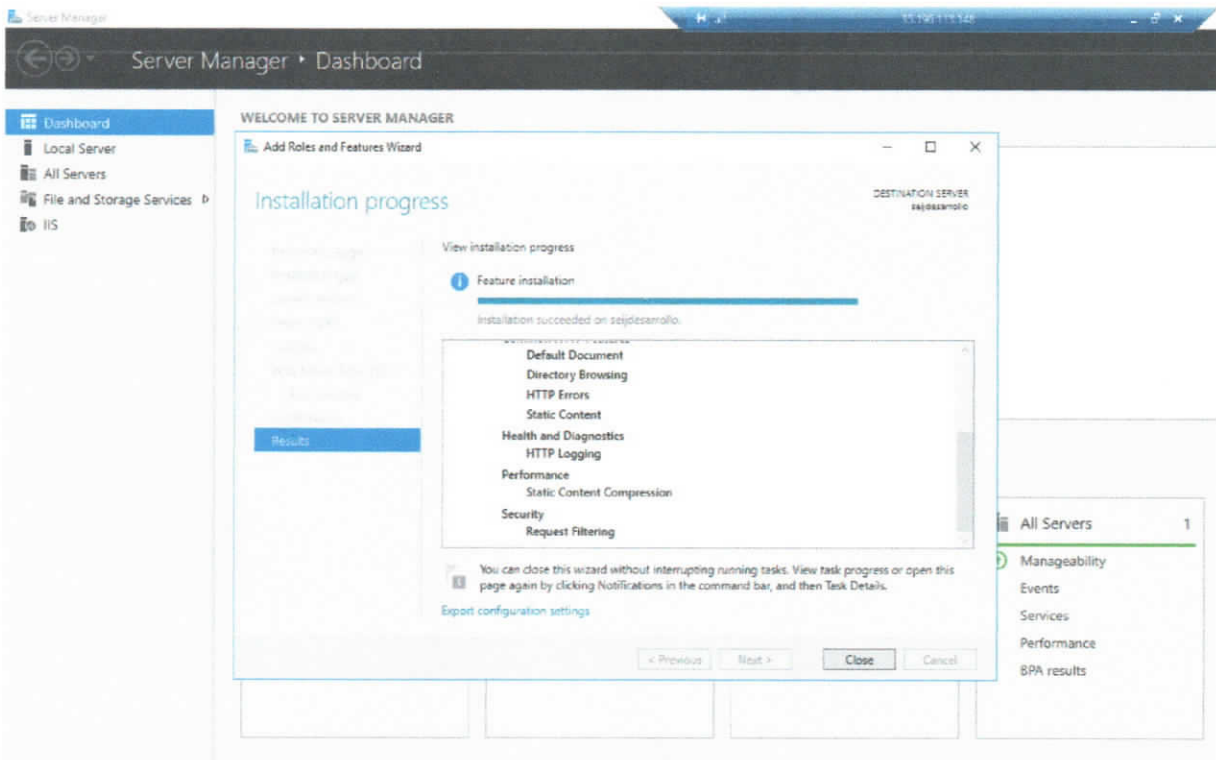 Server Manager
35.196.113.148
Server Manager • Dashboard
Dashboard
Local Server
All Servers
File and Storage Services
IIS
WELCOME TO SERVER MANAGER
Add Roles and Features Wizard
Installation progress
DESTINATION SERVER
seijdesarrollo
View installation progress
Feature installation
Installation succeeded on seijdesarrollo.
Default Document
Directory Browsing
HTTP Errors
Static Content
Health and Diagnostics
HTTP Logging
Performance
Static Content Compression
Security
Request Filtering
Results
You can close this wizard without interrupting running tasks. View task progress or open this
page again by clicking Notifications in the command bar, and then Task Details.
Export configuration settings
< Previous
Next >
Close
Cancel
All Servers 1
Manageability
Events
Services
Performance
BPA results